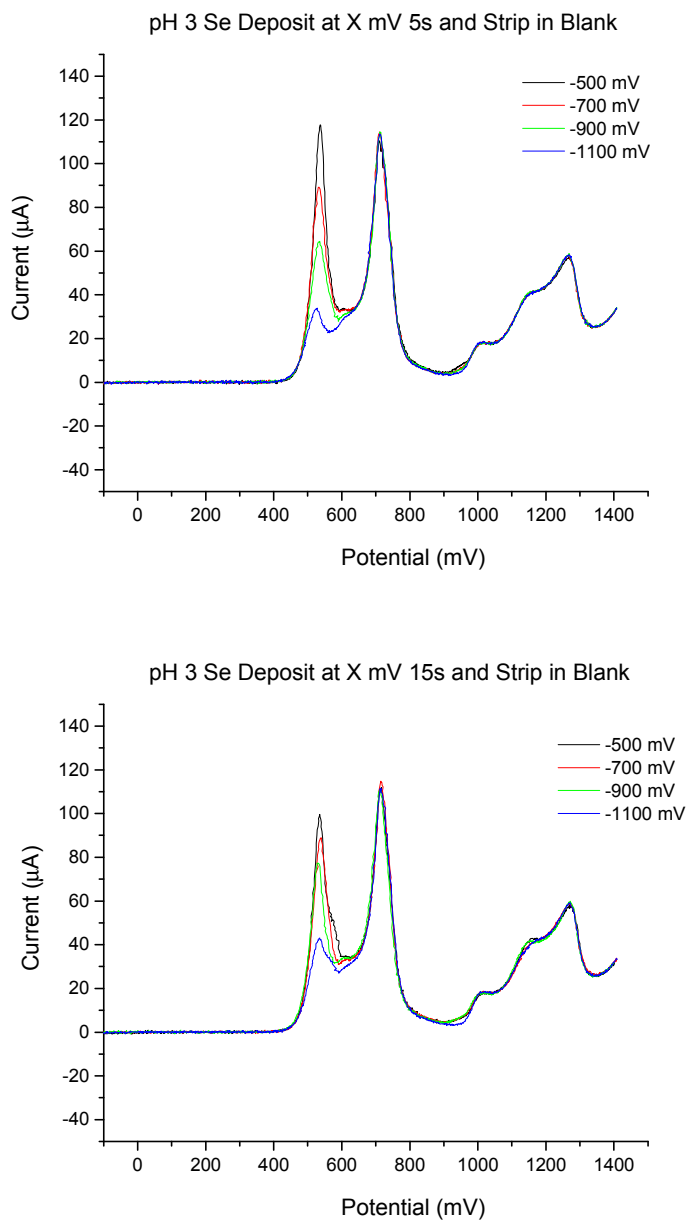 pH 3 Se Deposit at X mV 5s and Strip in Blank
140
120
100
80
60
40
20
0
-20
-40
Current (µA)
-500 mV
-700 mV
-900 mV
-1100 mV
0 200 400 600 800 1000 1200 1400
Potential (mV)
pH 3 Se Deposit at X mV 15s and Strip in Blank
140
120
100
80
60
40
20
0
-20
-40
Current (µA)
-500 mV
-700 mV
-900 mV
-1100 mV
0 200 400 600 800 1000 1200 1400
Potential (mV)